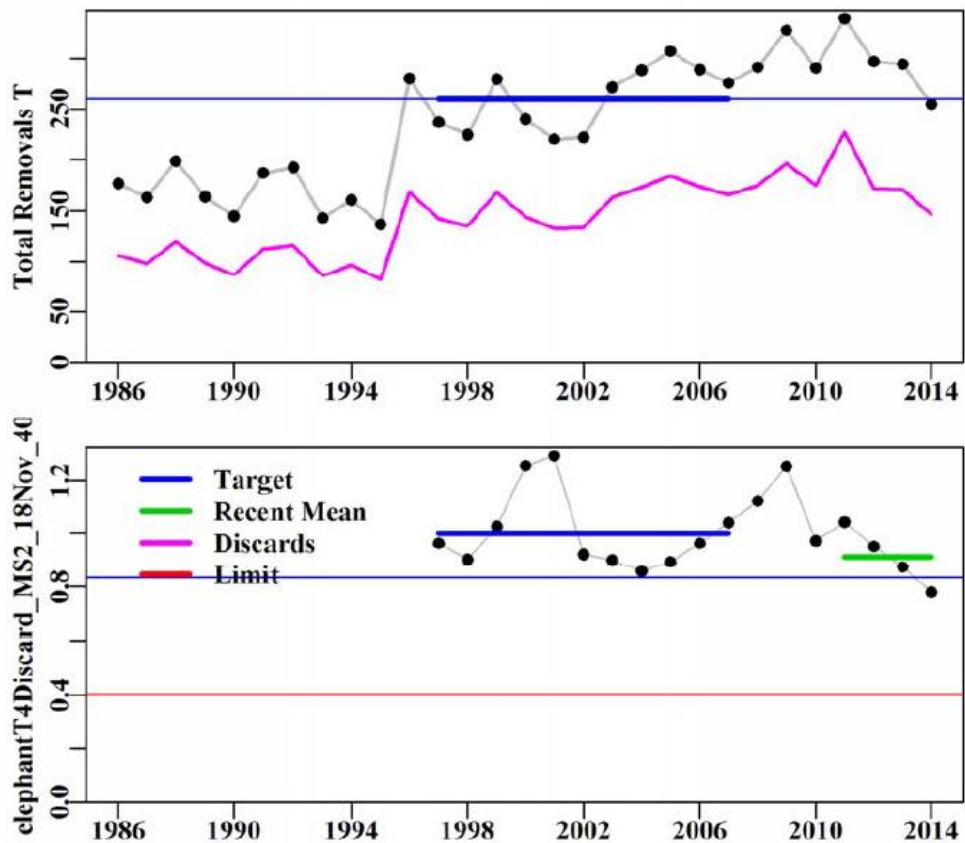 Total Removals T
250
150
50
0
1986 1990 1994 1998 2002 2006 2010 2014
elephantT4Discard_MS2_18Nov_40
1.2
0.8
0.4
0.0
Target
Recent Mean
Discards
Limit
1986 1990 1994 1998 2002 2006 2010 2014